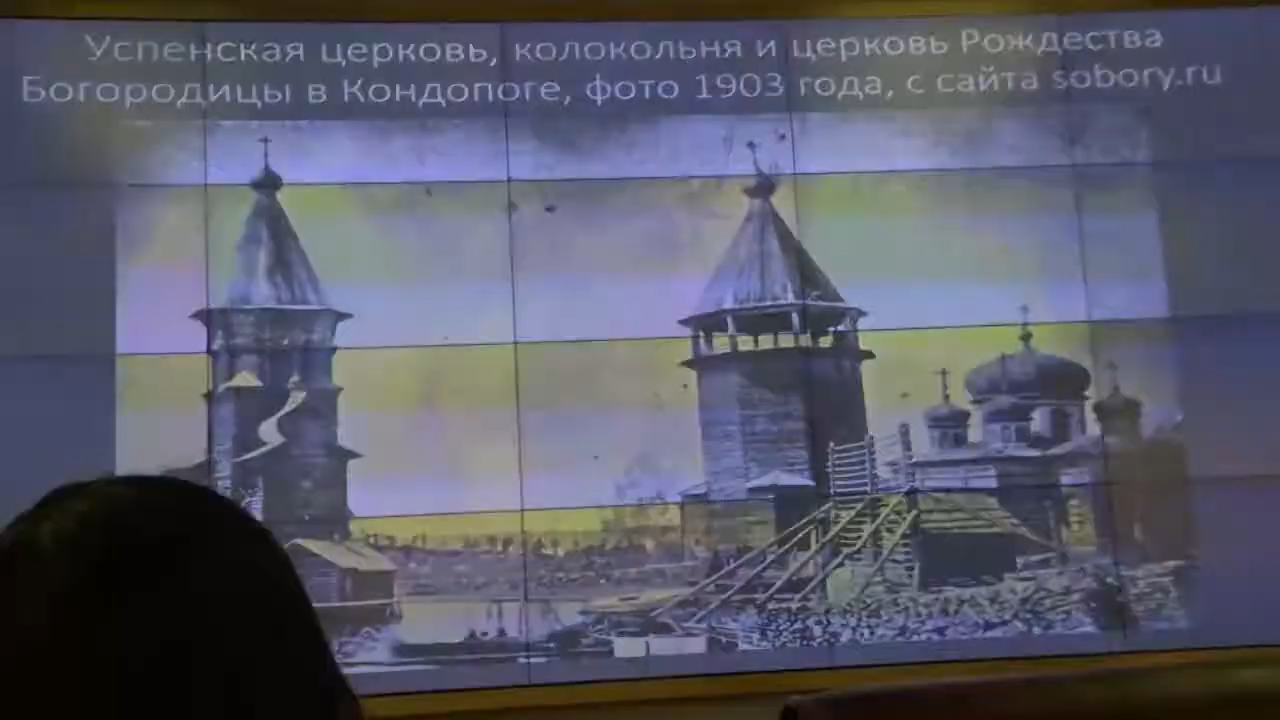 Успенская церковь, колокольня и церковь Рождества
Богородицы в Кондопоге, фото 1903 года, с сайта sobory.ru